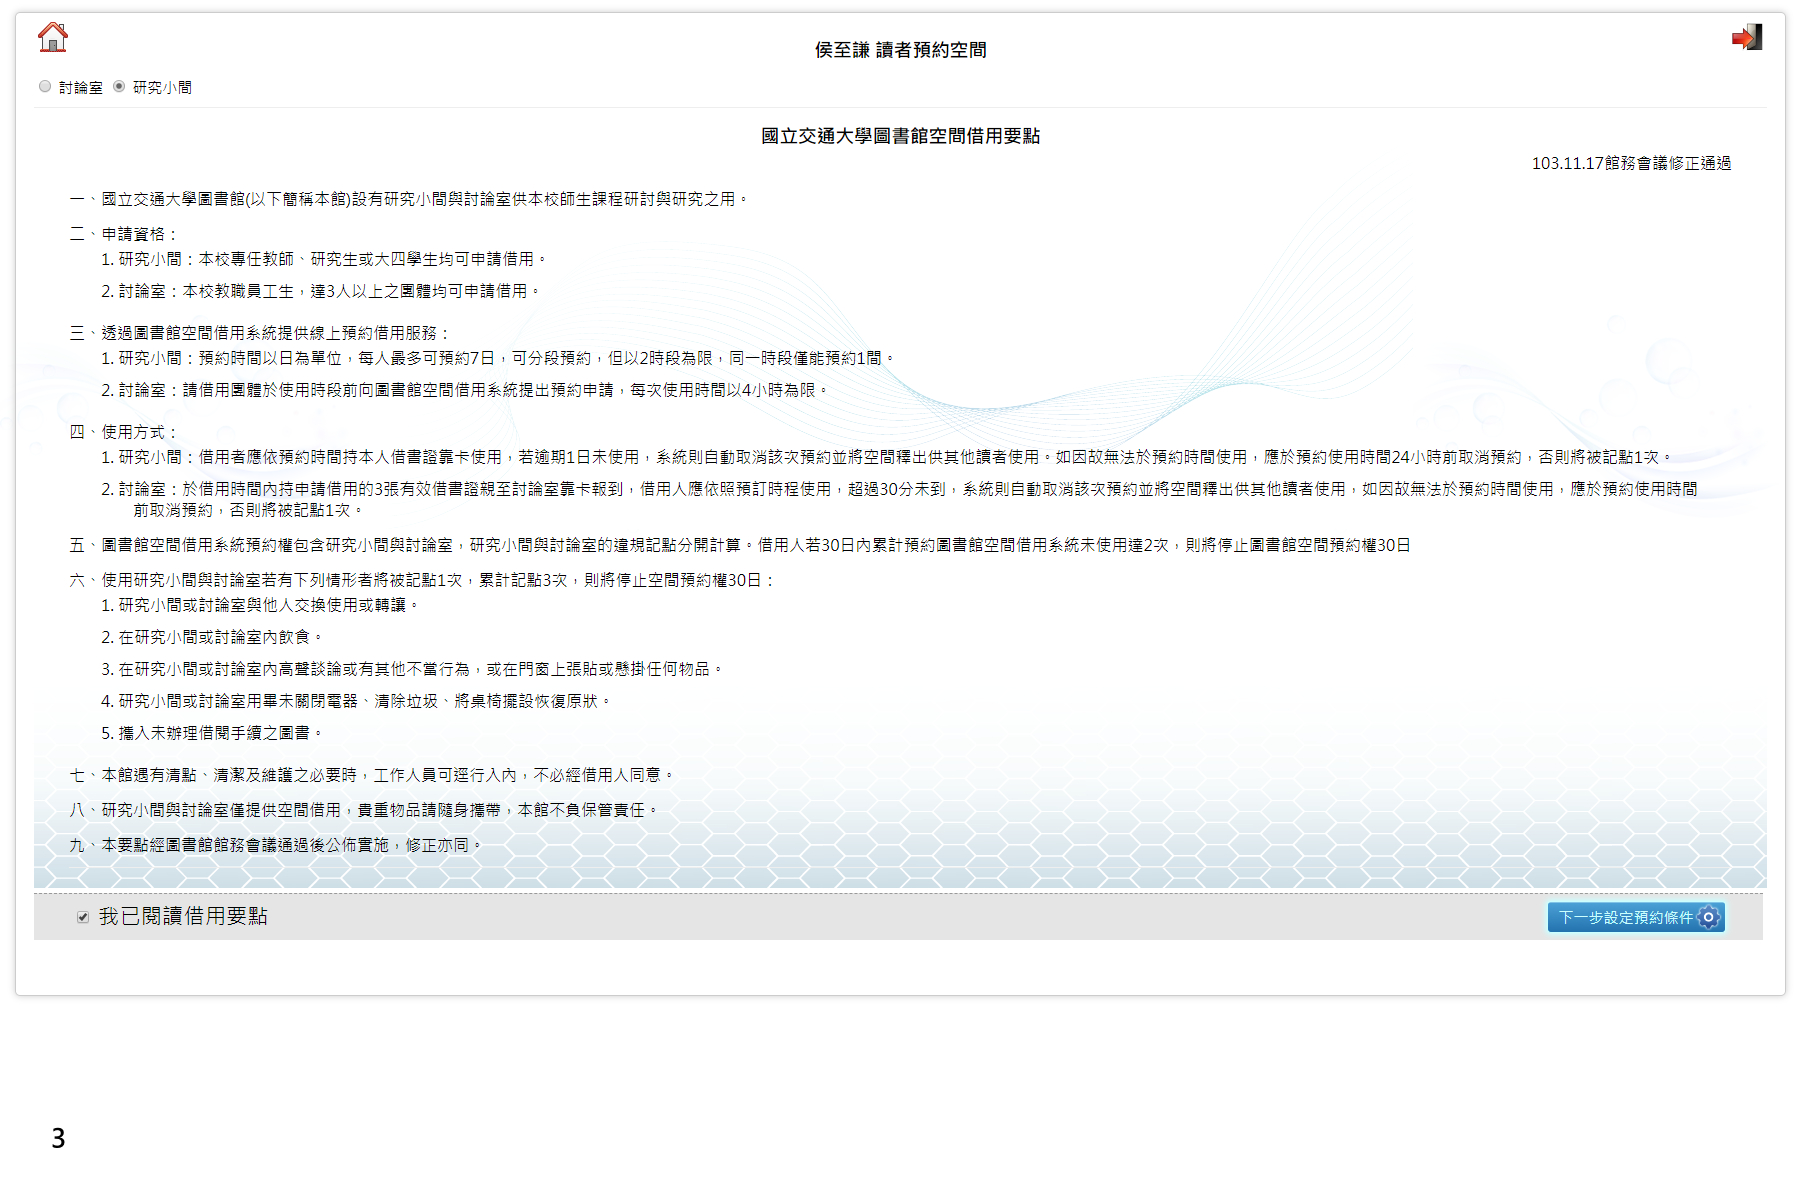 侯至謙 讀者預約空間
討論室 研究小間
國立交通大學圖書館空間借用要點
103.11.17館務會議修正通過
一、國立交通大學圖書館(以下簡稱本館)設有研究小間與討論室供本校師生課程研討與研究之用。
二、申請資格：
1. 研究小間：本校專任教師、研究生或大四學生均可申請借用。
2. 討論室：本校教職員工生，達3人以上之團體均可申請借用。
三、透過圖書館空間借用系統提供線上預約借用服務：
1. 研究小間：預約時間以日為單位，每人最多可預約7日，可分段預約，但以2時段為限，同一時段僅能預約1間。
2. 討論室：請借用團體於使用時段前向圖書館空間借用系統提出預約申請，每次使用時間以4小時為限。
四、使用方式：
1. 研究小間：借用者應依預約時間持本人借書證靠卡使用，若逾期1日未使用，系統則自動取消該次預約並將空間釋出供其他讀者使用。如因故無法於預約時間使用，應於預約使用時間24小時前取消預約，否則將被記點1次。
2. 討論室：於借用時間內持申請借用的3張有效借書證親至討論室靠卡報到，借用人應依照預訂時程使用，超過30分未到，系統則自動取消該次預約並將空間釋出供其他讀者使用，如因故無法於預約時間使用，應於預約使用時間
前取消預約，否則將被記點1次。
五、圖書館空間借用系統預約權包含研究小間與討論室，研究小間與討論室的違規記點分開計算。借用人若30日內累計預約圖書館空間借用系統未使用達2次，則將停止圖書館空間預約權30日
六、使用研究小間與討論室若有下列情形者將被記點1次，累計記點3次，則將停止空間預約權30日：
1. 研究小間或討論室與他人交換使用或轉讓。
2. 在研究小間或討論室內飲食。
3. 在研究小間或討論室內高聲談論或有其他不當行為，或在門窗上張貼或懸掛任何物品。
4. 研究小間或討論室用畢未關閉電器、清除垃圾、將桌椅擺設恢復原狀。
5. 攜入未辦理借閱手續之圖書。
七、本館遇有清點、清潔及維護之必要時，工作人員可逕行入內，不必經借用人同意。
八、研究小間與討論室僅提供空間借用，貴重物品請隨身攜帶，本館不負保管責任。
九、本要點經圖書館館務會議通過後公佈實施，修正亦同。
我已閱讀借用要點
下一步設定預約條件
3